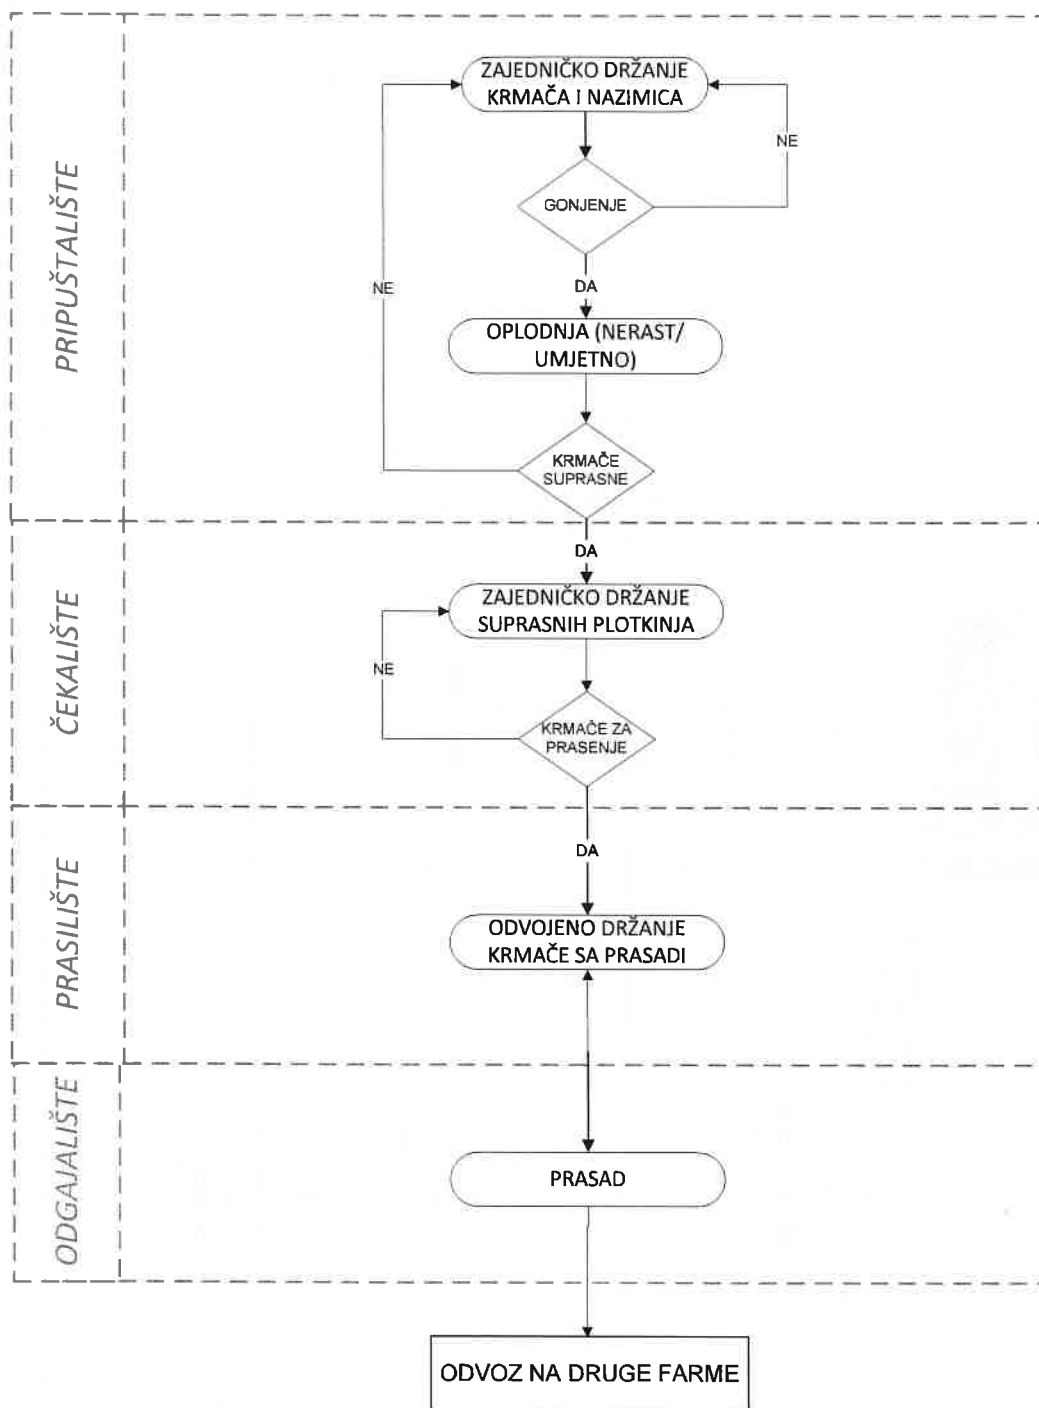 PRIPUŠTALIŠTE
ZAJEDNIČKO DRŽANJE
KRMAČA I NAZIMICA
NE
GONJENJE
DA
NE
OPLODNJA (NERAST/
UMJETNO)
KRMAČE
SUPRASNE
ČEKALIŠTE
DA
ZAJEDNIČKO DRŽANJE
SUPRASNIH PLOTKINJA
NE
KRMAČE ZA
PRASENJE
PRASILIŠTE
DA
ODVOJENO DRŽANJE
KRMAČE SA PRASADI
ODGAJALIŠTE
PRASAD
ODVOZ NA DRUGE FARME